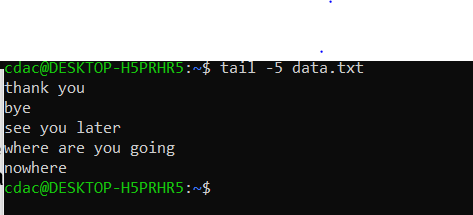 cdac@DESKTOP-H5PRHR5:~$ tail -5 data.txt
thank you
bye
see you later
where are you going
nowhere
cdac@DESKTOP-H5PRHR5:~$